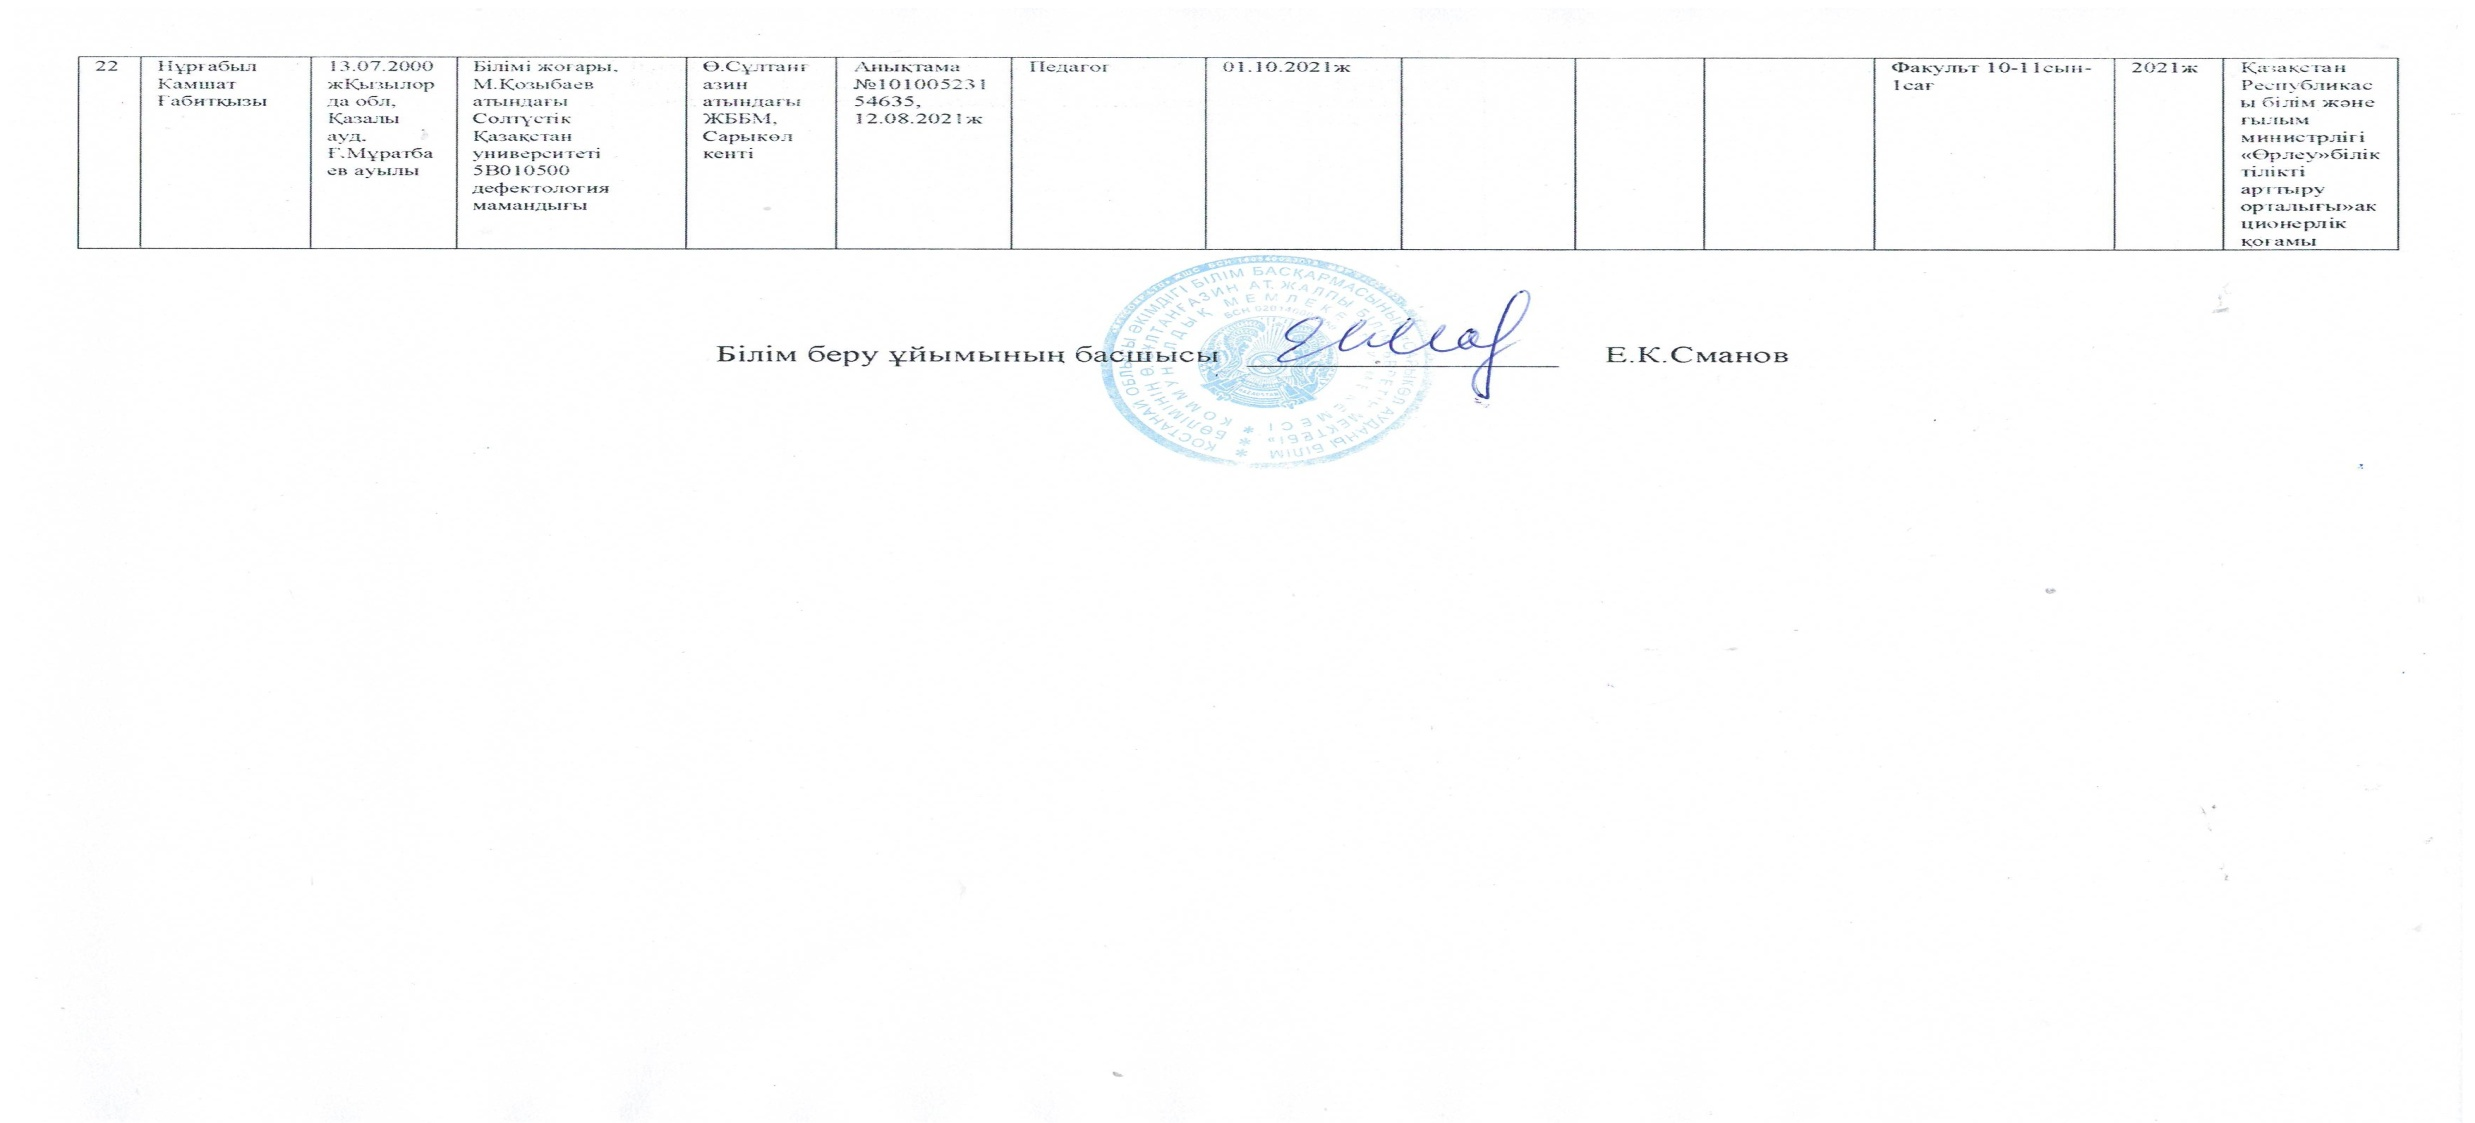 22
Нұрғабыл
Камшат
Ғабитқызы
13.07.2000
жҚызылор
да обл,
Қазалы
ауд.
Ғ.Мұратба
ев ауылы
Білімі жоғары,
М.Қозыбаев
атындағы
Солтүстік
Қазақстан
университеті
5В010500
дефектология
мамандығы
Ө.Сұлтанғ
азин
атындағы
ЖББМ,
Сарыкөл
кенті
Анықтама
№101005231
54635,
12.08.2021ж
Педагог
01.10.2021ж
Факульт 10-11сын-
1сағ
2021ж
Қазақстан
Республикас
ы білім және
ғылым
министрлігі
«Өрлеу»білік
тілікті
арттыру
орталығы»ак
ционерлік
қоғамы
Білім беру ұйымының басшысы
Е.К.Сманов